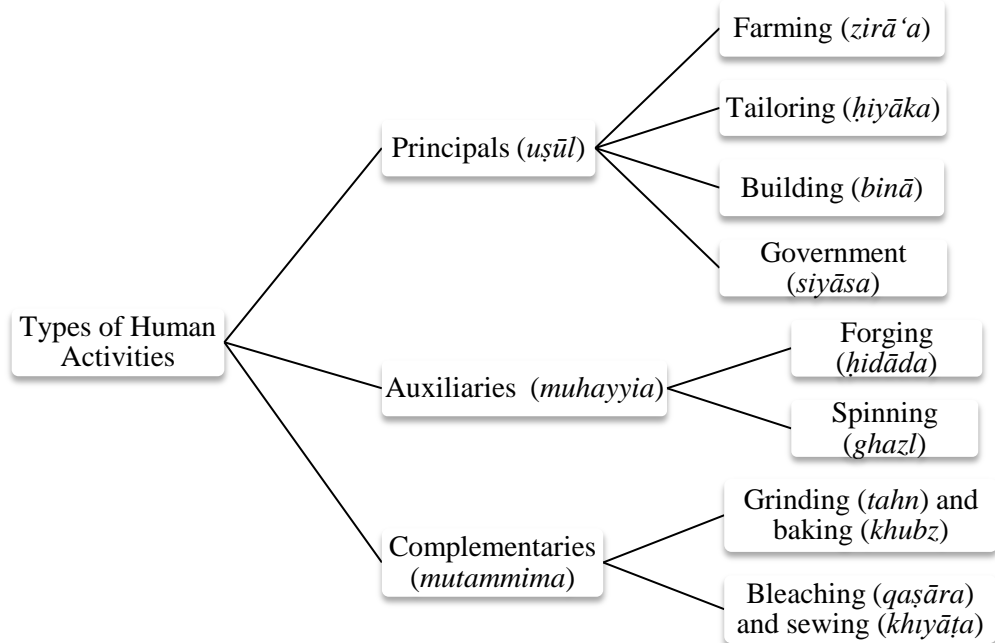 Types of Human
Activities
Principals (uṣūl)
Farming (zirā‘a)
Tailoring (ḥiyāka)
Building (binā)
Government
(siyāsa)
Auxiliaries (muhayyia)
Forging
(ḥidāda)
Spinning
(ghazl)
Complementaries
(mutammima)
Grinding (tahn) and
baking (khubz)
Bleaching (qaṣāra)
and sewing (khıyāṭa)